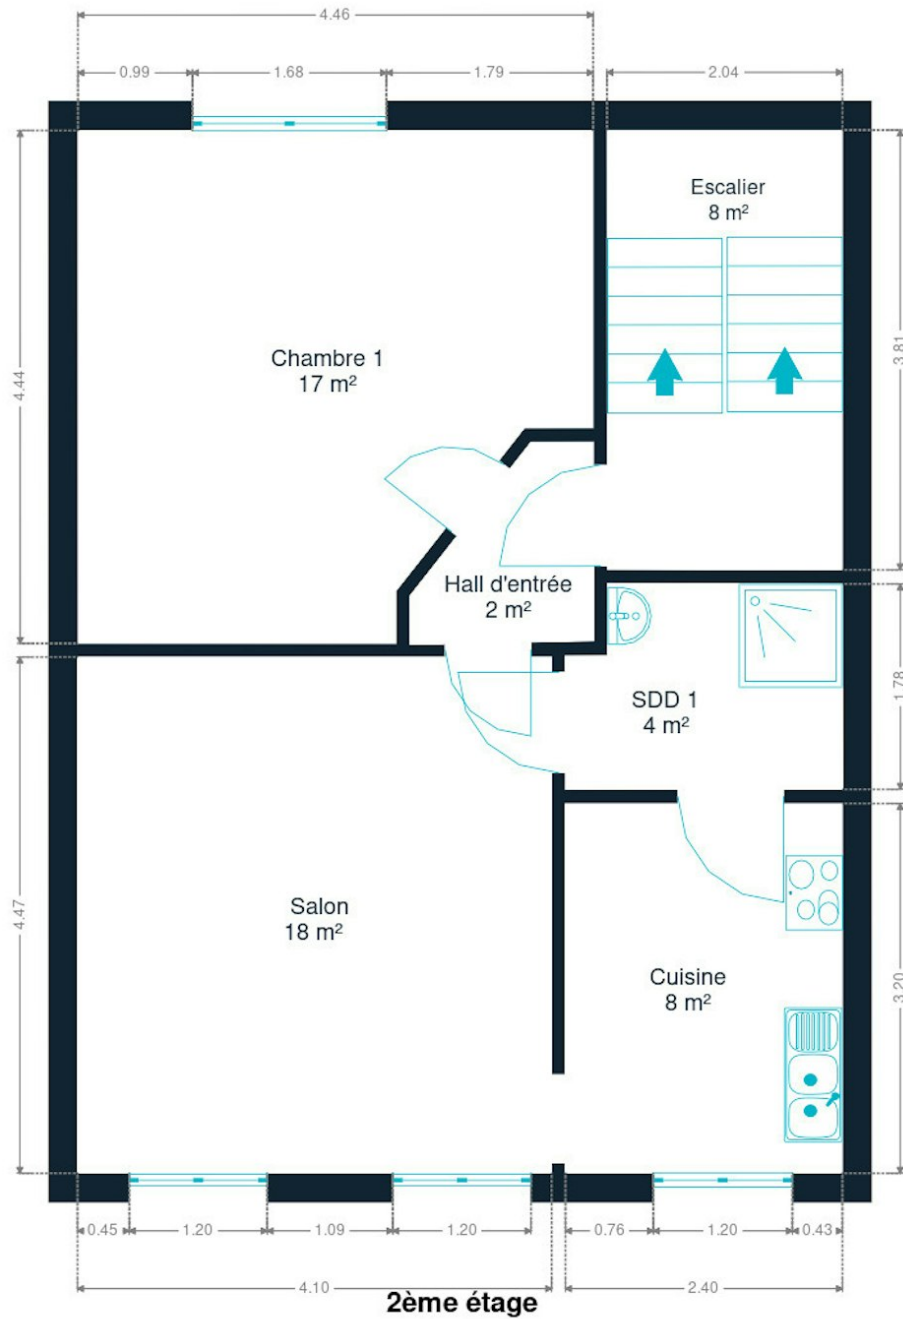 4.46
0.99
1.68
1.79
2.04
Escalier
8 m²
3.81
4.44
Chambre 1
17 m²
Hall d'entrée
2 m²
SDD 1
4 m²
1.78
4.47
Salon
18 m²
Cuisine
8 m²
3.20
0.45
1.20
1.09
1.20
0.76
1.20
0.43
4.10
2.40
2ème étage